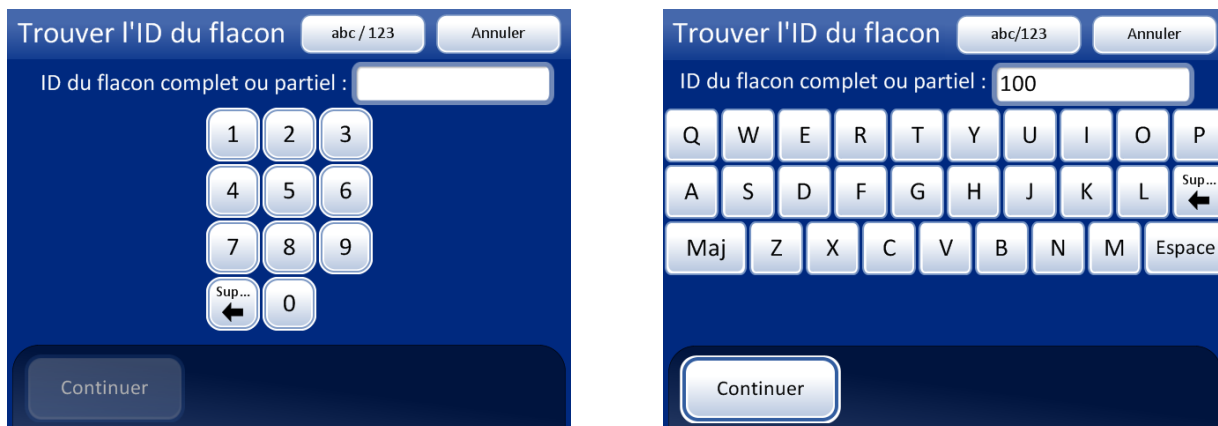 Trouver l'ID du flacon abc / 123 Annuler
ID du flacon complet ou partiel :
1 2 3
4 5 6
7 8 9
Sup...
0
Continuer
Trouver l'ID du flacon abc/123 Annuler
ID du flacon complet ou partiel : 100
Q W E R T Y U I O P
A S D F G H J K L Sup...
Maj Z X C V B N M Espace
Continuer